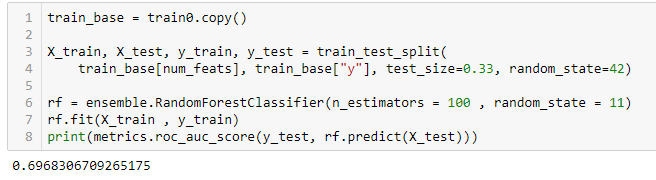 1 train_base = train0.copy()
2
3 X_train, X_test, y_train, y_test = train_test_split(
4     train_base[num_feats], train_base["y"], test_size=0.33, random_state=42)
5
6 rf = ensemble.RandomForestClassifier(n_estimators = 100 , random_state = 11)
7 rf.fit(X_train , y_train)
8 print(metrics.roc_auc_score(y_test, rf.predict(X_test)))
0.6968306709265175